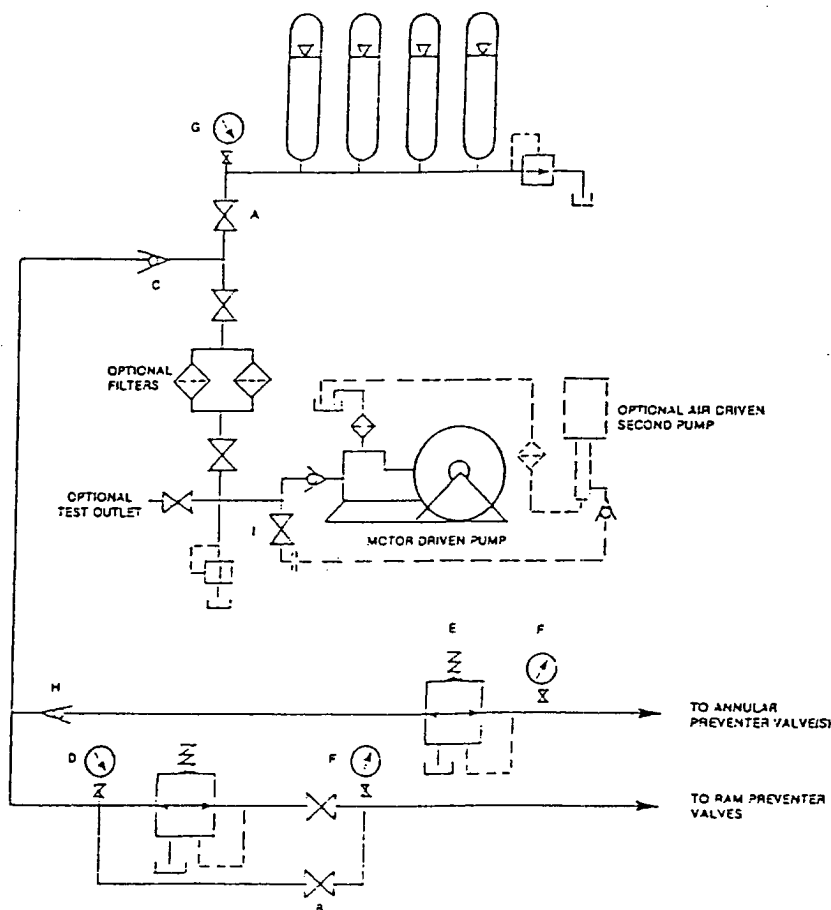 G
A
C
OPTIONAL
FILTERS
OPTIONAL AIR DRIVEN
SECOND PUMP
OPTIONAL
TEST OUTLET
I
MOTOR DRIVEN PUMP
E
F
H
TO ANNULAR
PREVENTER VALVE(S)
D
F
TO RAM PREVENTER
VALVES
B